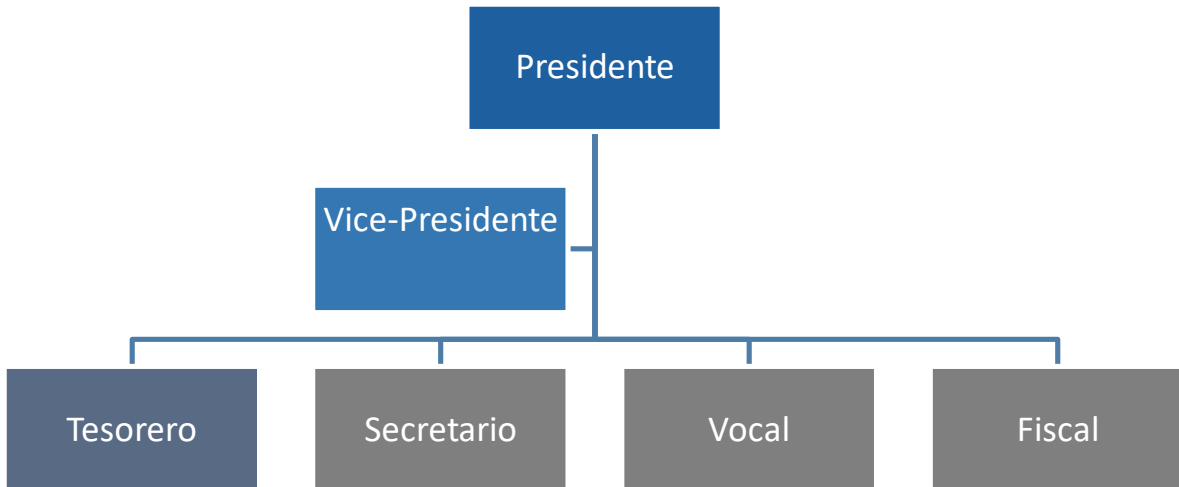 Presidente
Vice-Presidente
Tesorero
Secretario
Vocal
Fiscal